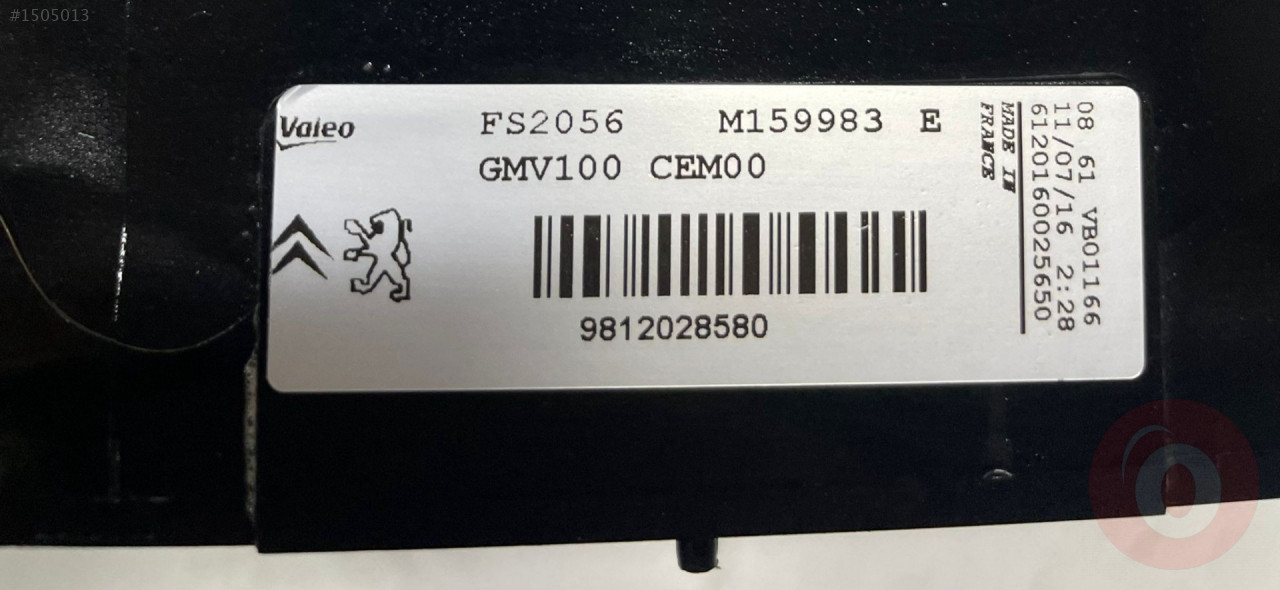 #1505013
Valeo
FS2056 M159983 E
GMV100 CEM00
9812028580
MADE IN
FRANCE
08 61 VB01166
11/07/16 2:28
61201600025650